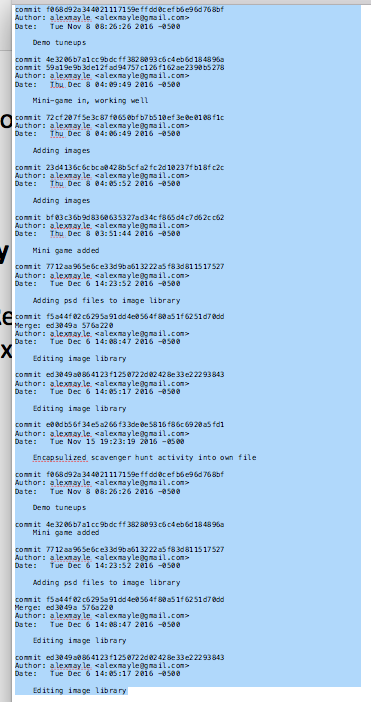 commit f068d92a344021117159effdd0cefb6e96d768bf
Author: alexmayle <alexmayle@gmail.com>
Date:   Tue Nov 8 08:26:26 2016 -0500
Demo tuneups
commit 4e3206b7a1cc9bdcff3828093c6c4eb6d184896a
commit 59a19e9b3de12fad94757c126f162ae2390b5278
Author: alexmayle <alexmayle@gmail.com>
Date:   Thu Dec 8 04:09:49 2016 -0500
Mini-game in, working well
commit 72cf207f5e3c87f0650bfb7b510ef3e0e0108f1c
Author: alexmayle <alexmayle@gmail.com>
Date:   Thu Dec 8 04:06:49 2016 -0500
Adding images
commit 23d4136c6cbca0428b5cfa2fc2d10237fb18fc2c
Author: alexmayle <alexmayle@gmail.com>
Date:   Thu Dec 8 04:05:52 2016 -0500
Adding images
commit bf03c36b9d8360635327ad34cf865d4c7d62cc62
Author: alexmayle <alexmayle@gmail.com>
Date:   Thu Dec 8 03:51:44 2016 -0500
Mini game added
commit 7712aa965e6ce33d9ba613222a5f83d811517527
Author: alexmayle <alexmayle@gmail.com>
Date:   Tue Dec 6 14:23:52 2016 -0500
Adding psd files to image library
commit f5a44f02c6295a91dd4e0564f80a51f6251d70dd
Merge: ed3049a 576a220
Author: alexmayle <alexmayle@gmail.com>
Date:   Tue Dec 6 14:08:47 2016 -0500
Editing image library
commit ed3049a0864123f1250722d02428e33e22293843
Author: alexmayle <alexmayle@gmail.com>
Date:   Tue Dec 6 14:05:17 2016 -0500
Editing image library
commit e00db56f34e5a266f33de0e5816f86c6920a5fd1
Author: alexmayle <alexmayle@gmail.com>
Date:   Tue Nov 15 19:23:19 2016 -0500
Encapsulized scavenger hunt activity into own file
commit f068d92a344021117159effdd0cefb6e96d768bf
Author: alexmayle <alexmayle@gmail.com>
Date:   Tue Nov 8 08:26:26 2016 -0500
Demo tuneups
commit 4e3206b7a1cc9bdcff3828093c6c4eb6d184896a
Mini game added
commit 7712aa965e6ce33d9ba613222a5f83d811517527
Author: alexmayle <alexmayle@gmail.com>
Date:   Tue Dec 6 14:23:52 2016 -0500
Adding psd files to image library
commit f5a44f02c6295a91dd4e0564f80a51f6251d70dd
Merge: ed3049a 576a220
Author: alexmayle <alexmayle@gmail.com>
Date:   Tue Dec 6 14:08:47 2016 -0500
Editing image library
commit ed3049a0864123f1250722d02428e33e22293843
Author: alexmayle <alexmayle@gmail.com>
Date:   Tue Dec 6 14:05:17 2016 -0500
Editing image library